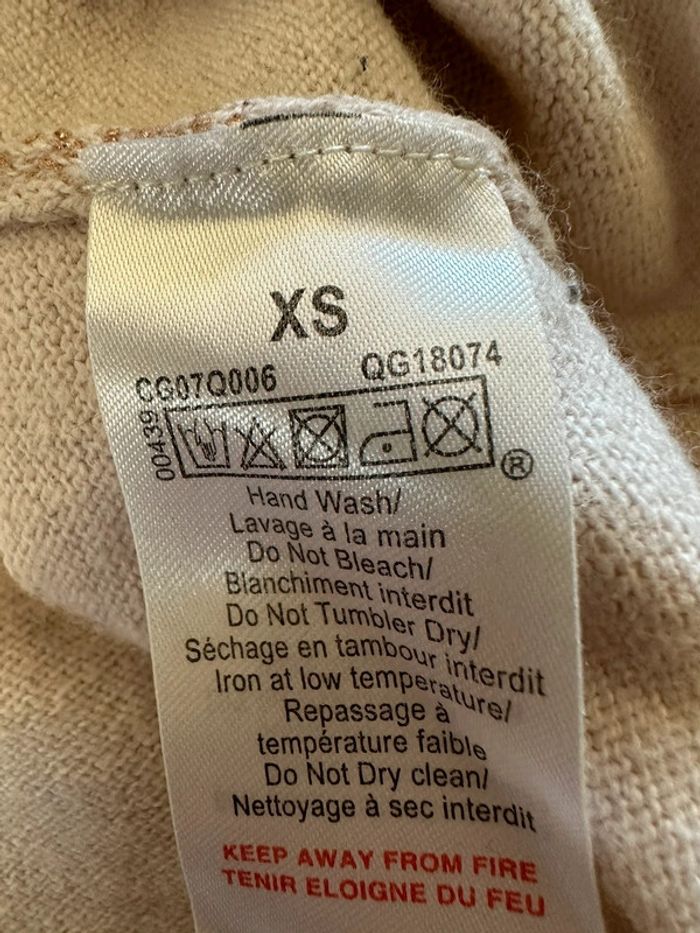 XS
CG07Q006 QG18074
00439
®
Hand Wash/
Lavage à la main
Do Not Bleach/
Blanchiment interdit
Do Not Tumbler Dry/
Séchage en tambour interdit
Iron at low temperature/
Repassage à
température faible
Do Not Dry clean/
Nettoyage à sec interdit
KEEP AWAY FROM FIRE
TENIR ELOIGNE DU FEU